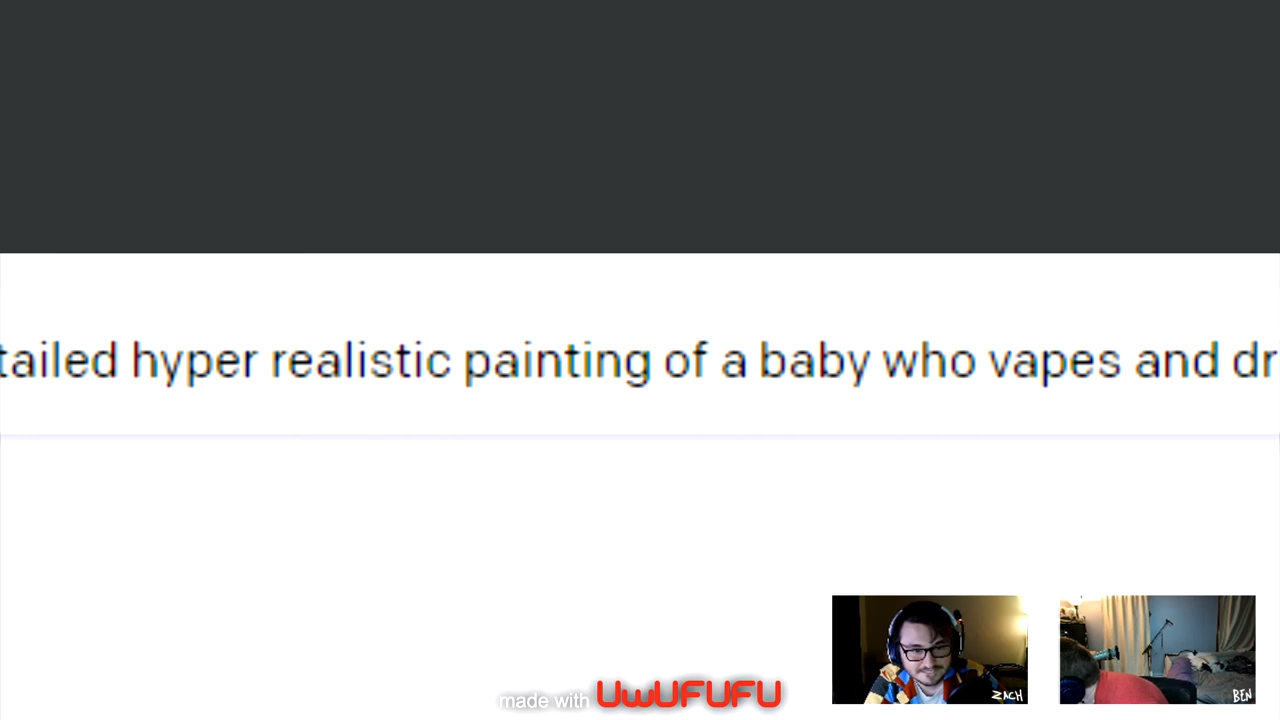 tailed hyper realistic painting of a baby who vapes and dr
made with UwUFUFU
ZACH
BEN